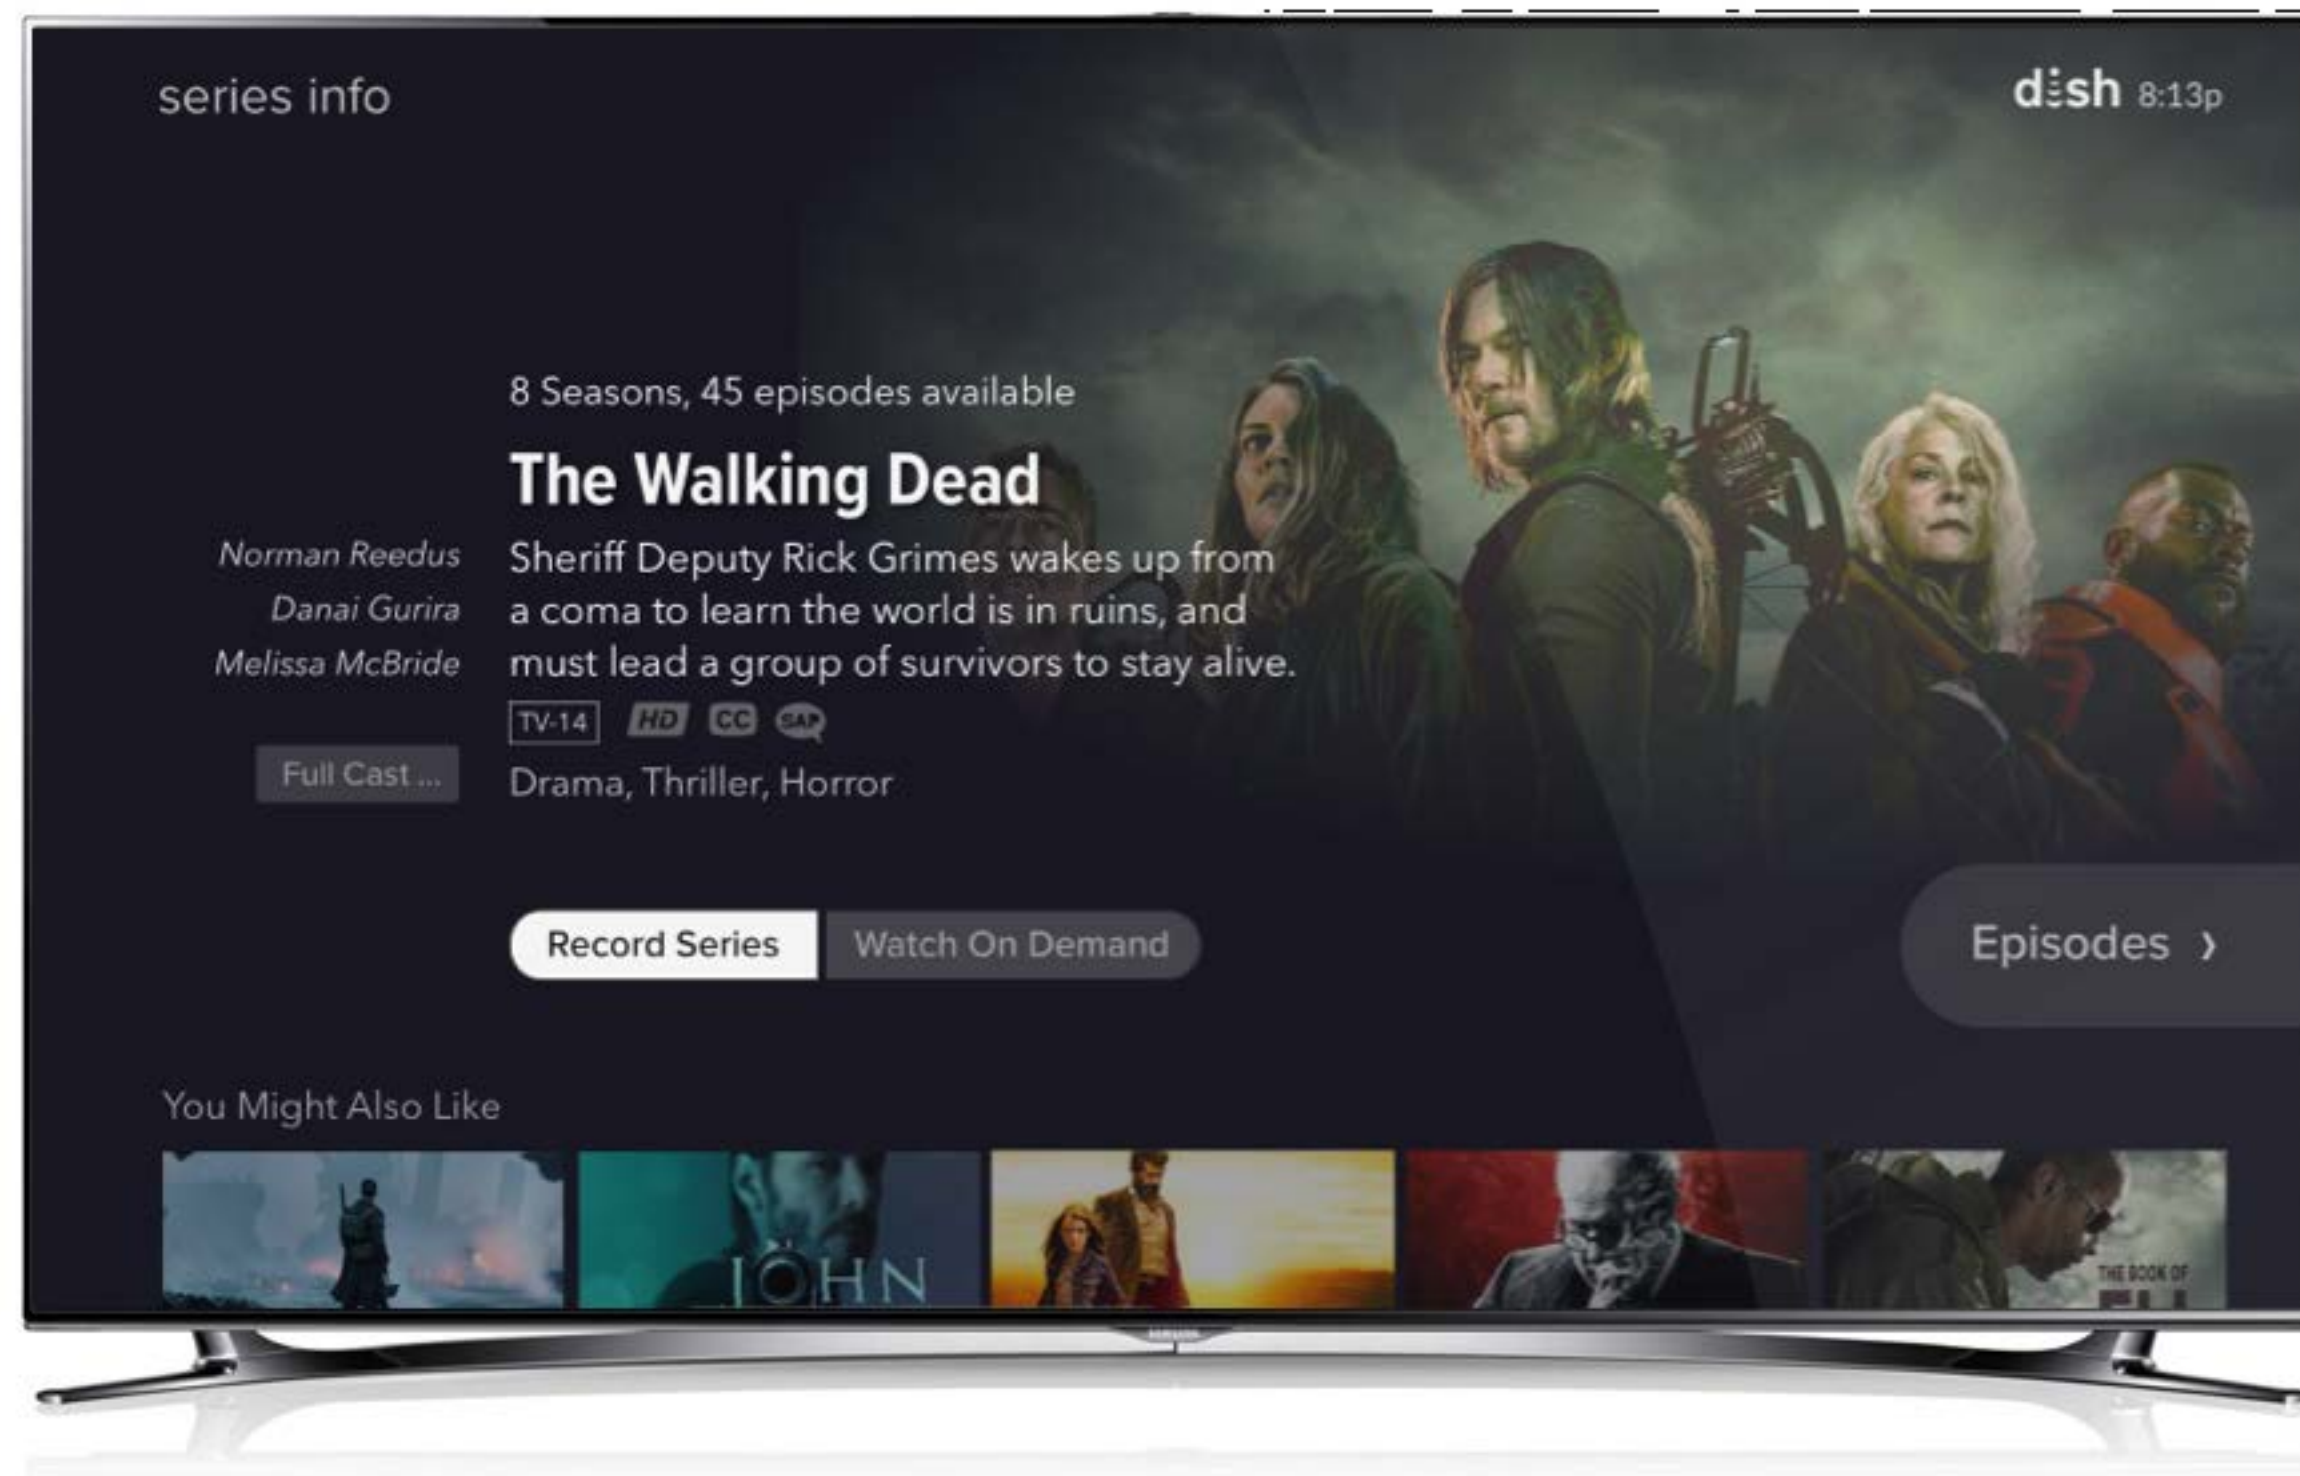 series info
dish 8:13p
8 Seasons, 45 episodes available
The Walking Dead
Norman Reedus
Danai Gurira
Melissa McBride
Full Cast ...
Sheriff Deputy Rick Grimes wakes up from
a coma to learn the world is in ruins, and
must lead a group of survivors to stay alive.
TV-14 HD CC SAP
Drama, Thriller, Horror
Record Series Watch On Demand
Episodes ›
You Might Also Like
JOHN
THE BOOK OF
SAMSUNG